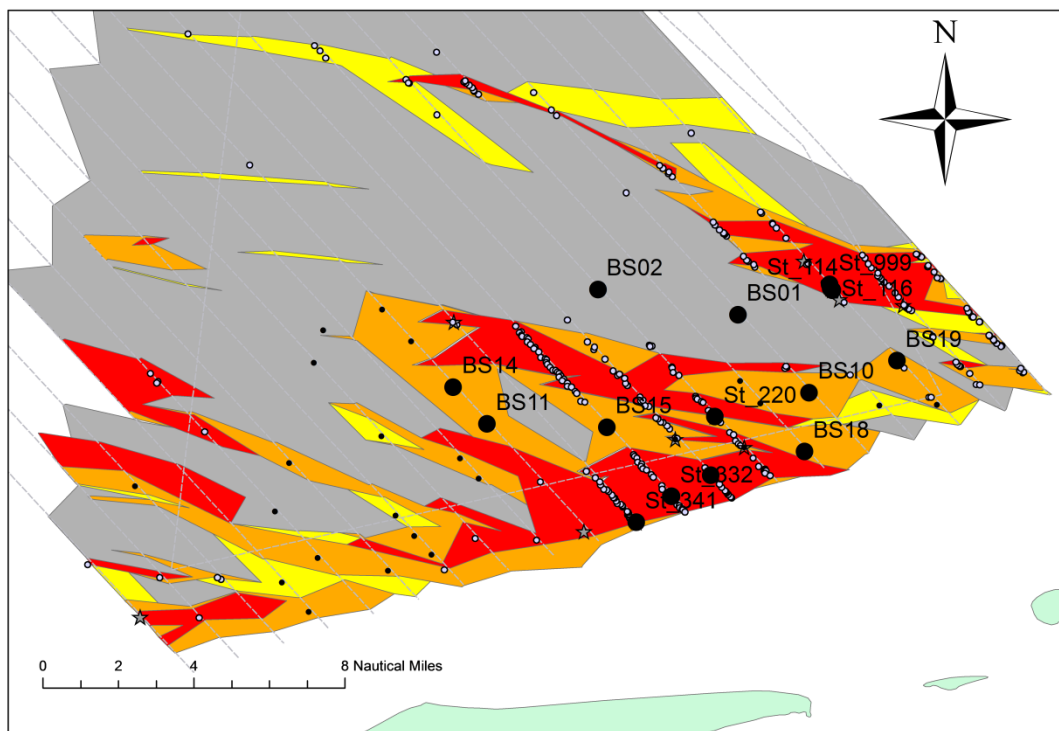 N
St_114
St_999
BS02
St_116
BS01
BS19
BS14
BS10
BS11
BS15
St_220
BS18
St_332
St_341
0 2 4 8 Nautical Miles